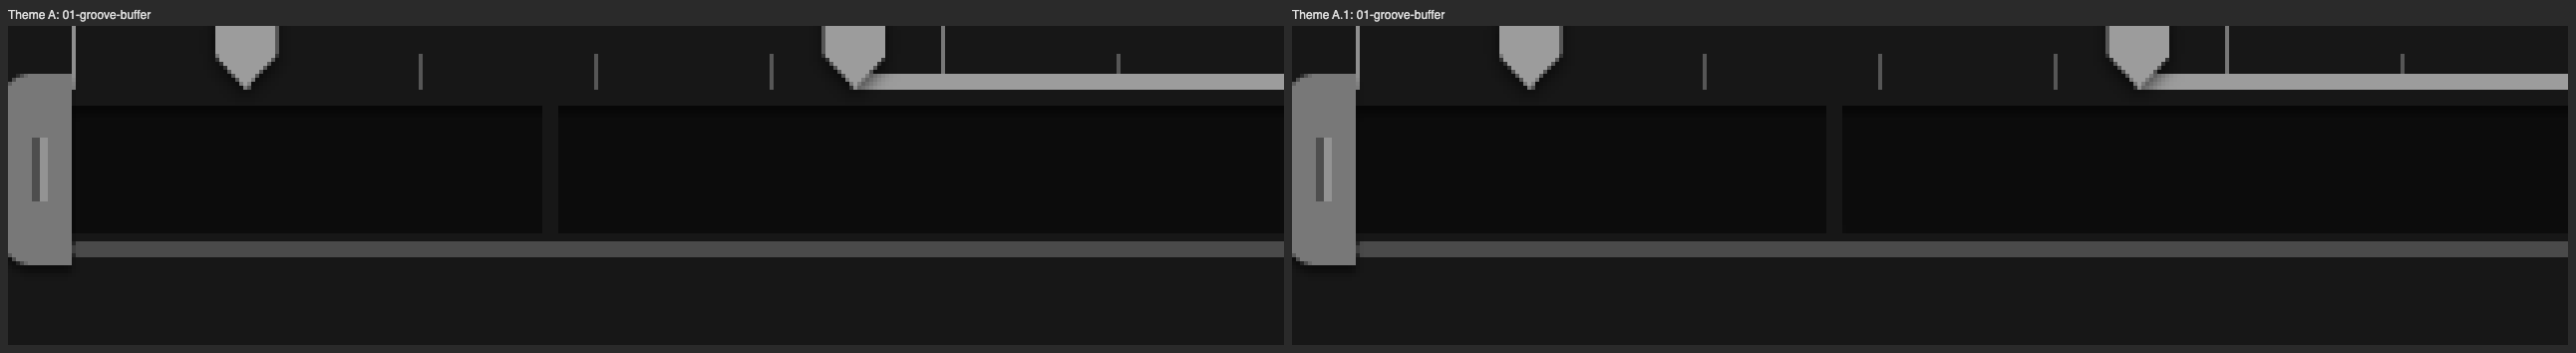 Theme A: 01-groove-buffer
Theme A.1: 01-groove-buffer